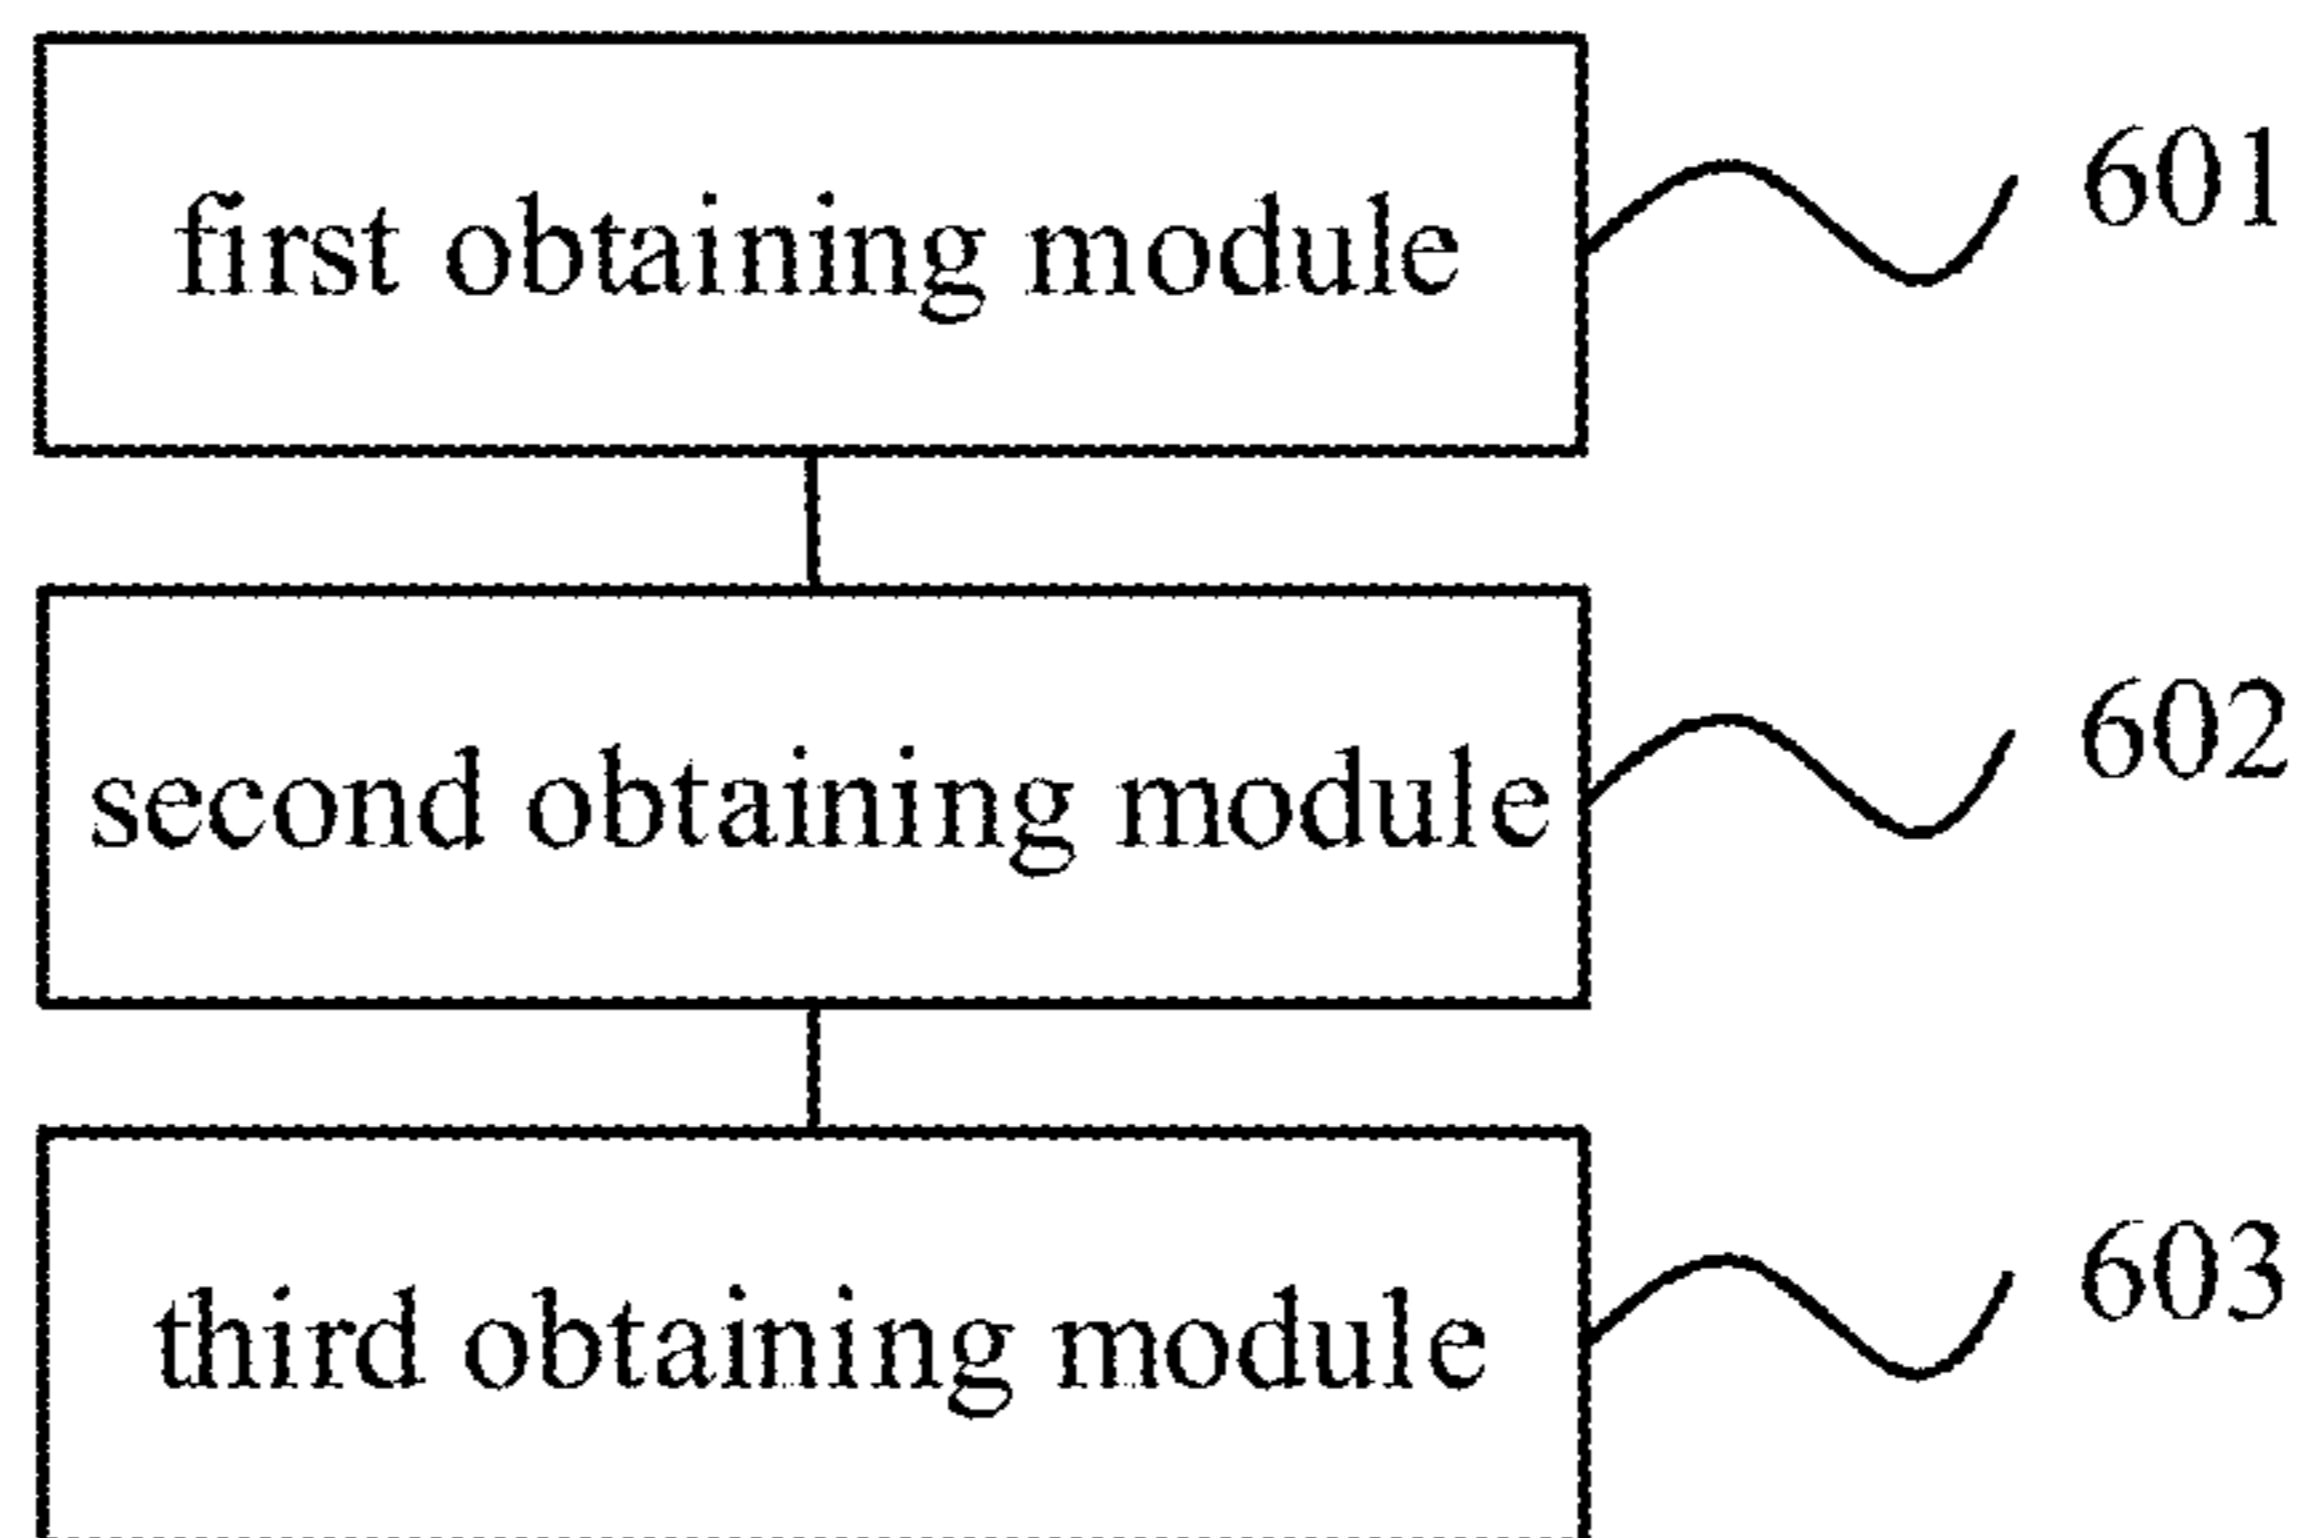 first obtaining module 601
second obtaining module 602
third obtaining module 603